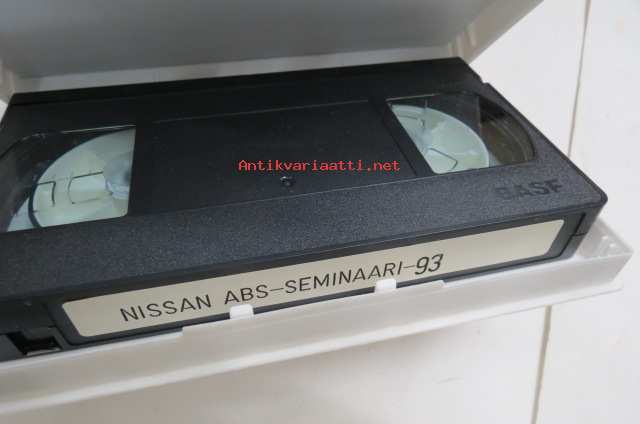 Antikvariaatti.net
BASF
NISSAN ABS-SEMINAARI-93